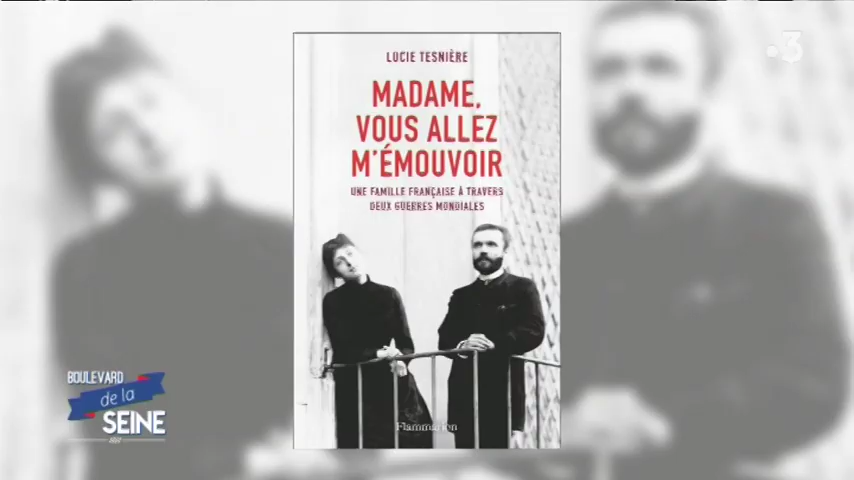 3
LUCIE TESNIÈRE
MADAME,
VOUS ALLEZ
M'ÉMOUVOIR
UNE FAMILLE FRANÇAISE À TRAVERS
DEUX GUERRES MONDIALES
Flammarion
BOULEVARD
de la
SEINE